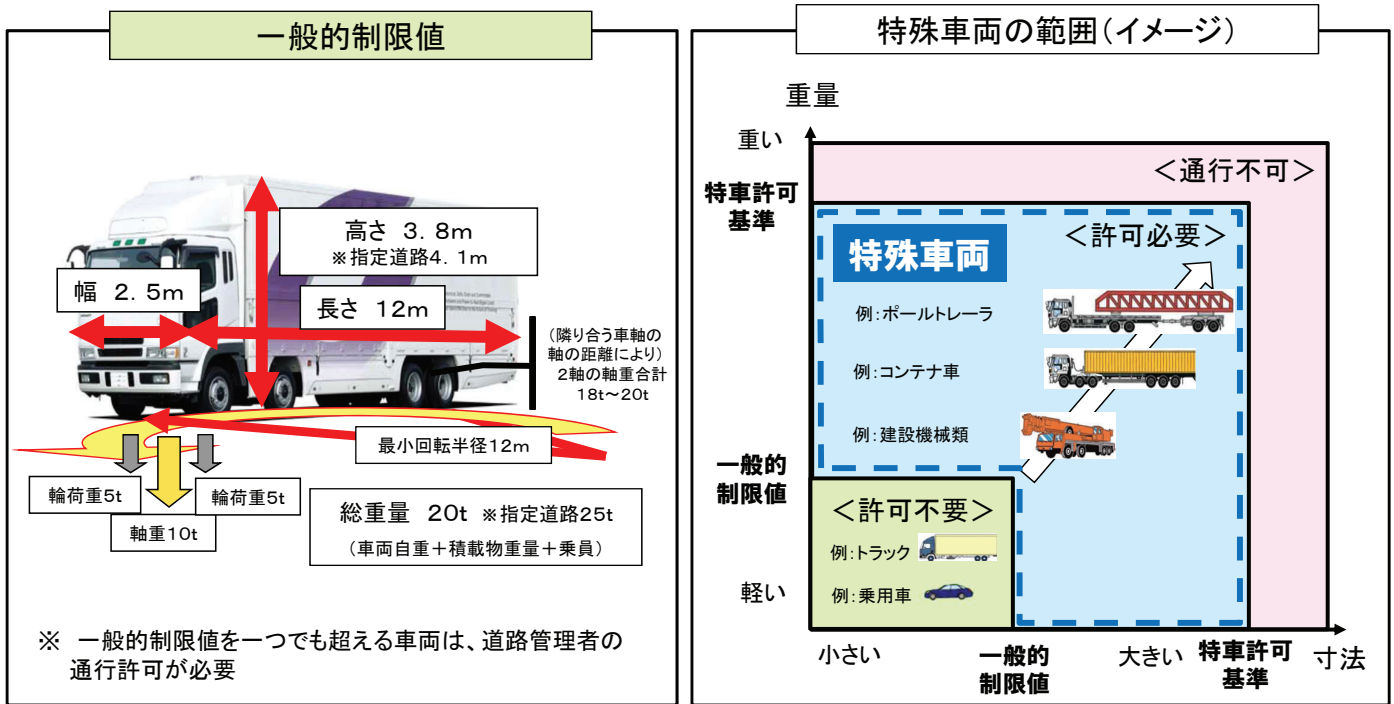 一般的制限値
高さ 3.8m
※指定道路4.1m
幅 2.5m
長さ 12m
(隣り合う車軸の
軸の距離により)
2軸の軸重合計
18t~20t
最小回転半径12m
輪荷重5t
輪荷重5t
軸重10t
総重量 20t ※指定道路25t
(車両自重+積載物重量+乗員)
※ 一般的制限値を一つでも超える車両は、道路管理者の
通行許可が必要
特殊車両の範囲(イメージ)
重量
重い
<通行不可>
特車許可
基準
<許可必要>
特殊車両
例:ポールトレーラ
例:コンテナ車
例:建設機械類
一般的
制限値
<許可不要>
例:トラック
軽い
例:乗用車
小さい
一般的
制限値
大きい
特車許可
基準
寸法